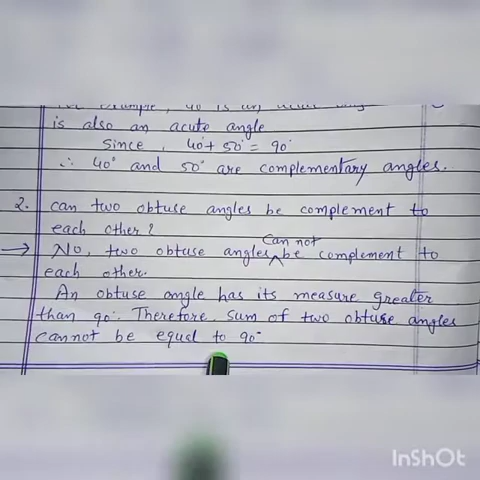 is also an acute angle
Since, 40°+ 50° = 90°
∴ 40° and 50° are complementary angles.
2. can two obtuse angles be complement to
each other?
→ No, two obtuse angles can not be complement to
each other.
An obtuse angle has its measure greater
than 90°. Therefore sum of two obtuse angles
cannot be equal to 90°
InShOt